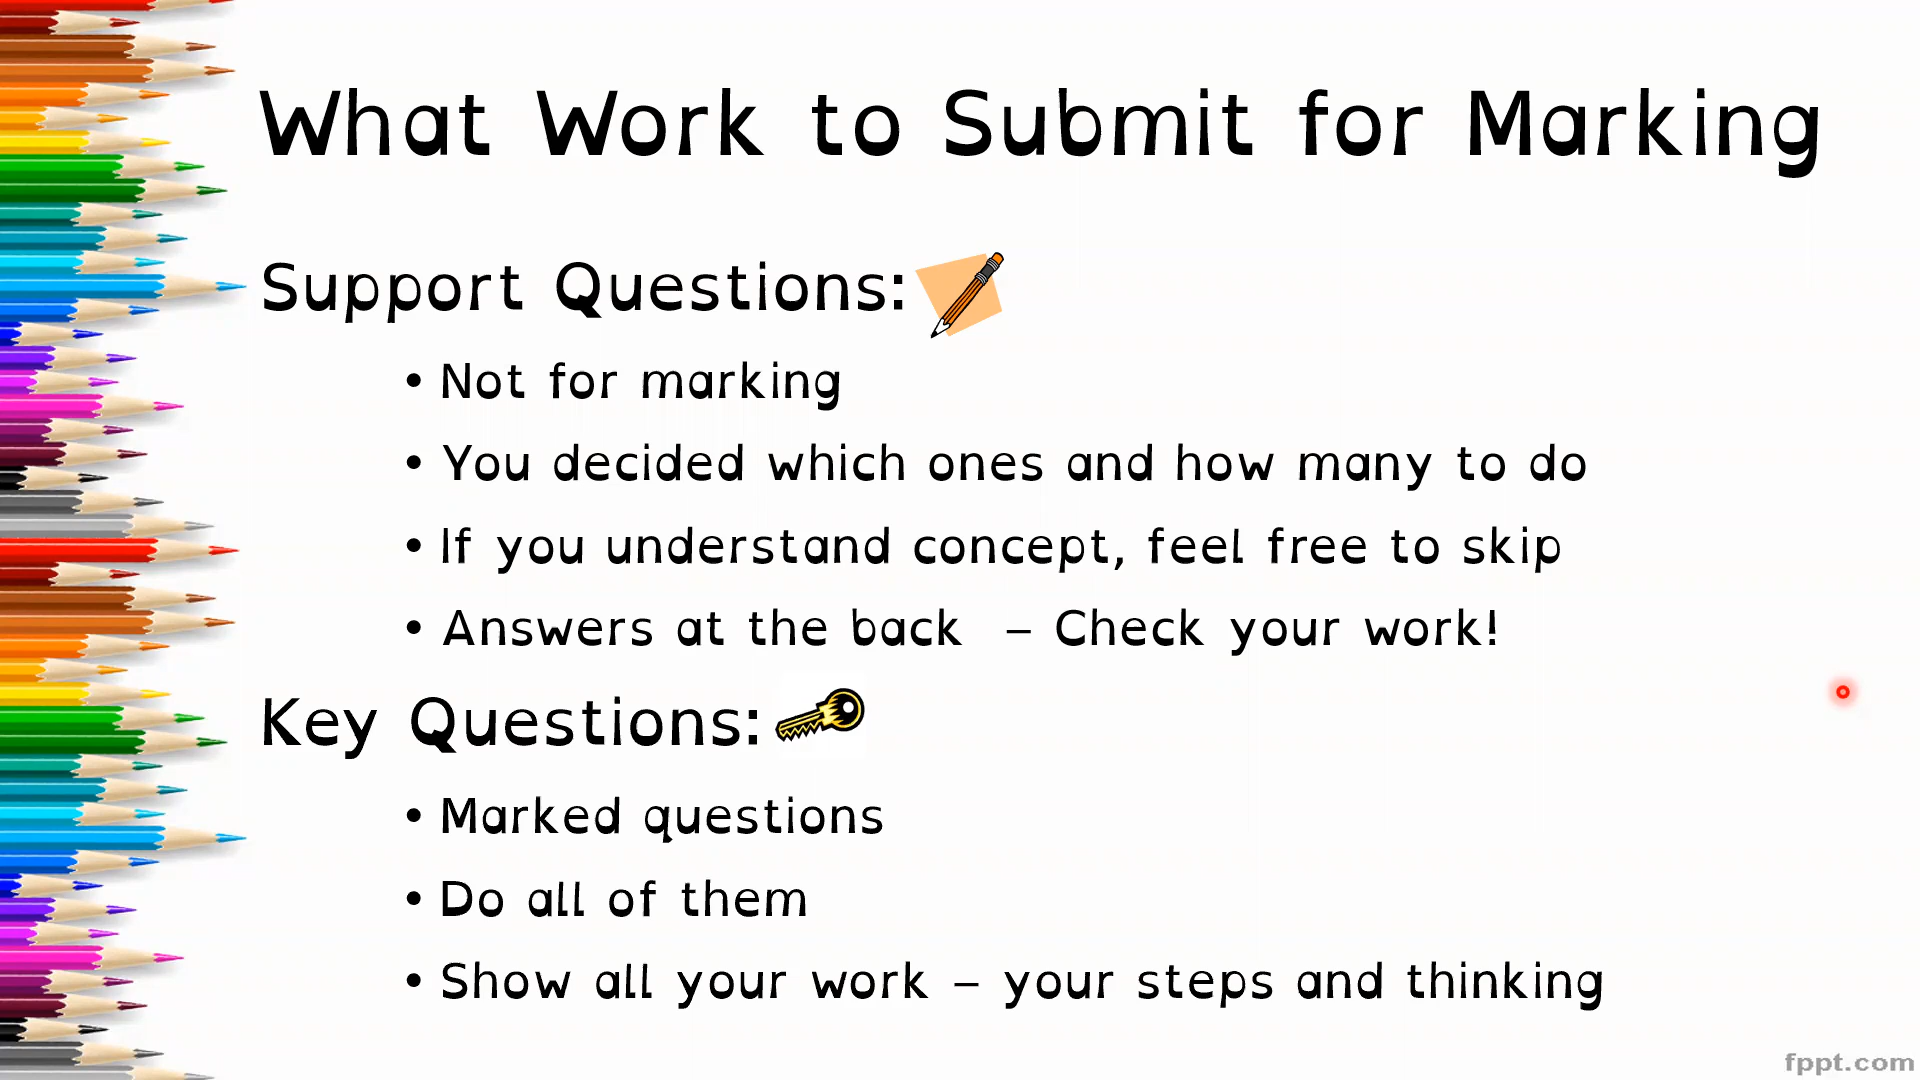 What Work to Submit for Marking
Support Questions:
• Not for marking
• You decided which ones and how many to do
• If you understand concept, feel free to skip
• Answers at the back – Check your work!
Key Questions:
• Marked questions
• Do all of them
• Show all your work – your steps and thinking
fppt.com